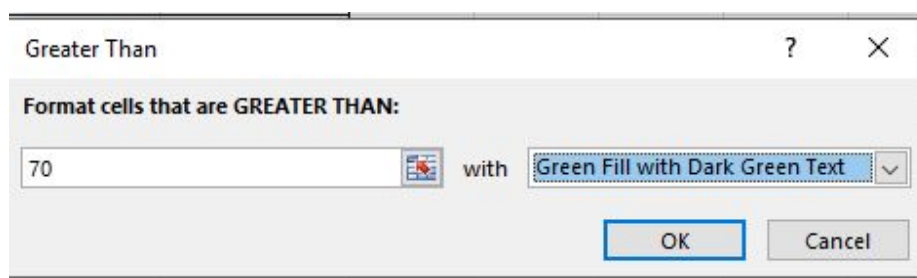 Greater Than ? X
Format cells that are GREATER THAN:
70 with Green Fill with Dark Green Text
OK Cancel